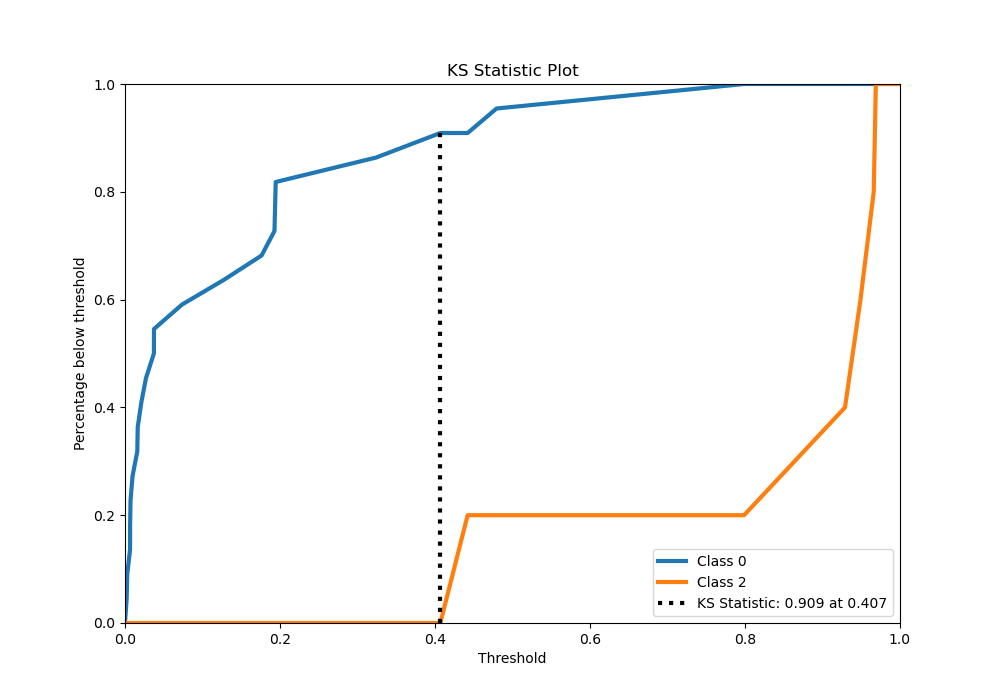 KS Statistic Plot
1.0
0.8
0.6
0.4
0.2
0.0
Percentage below threshold
0.0 0.2 0.4 0.6 0.8 1.0
Threshold
Class 0
Class 2
KS Statistic: 0.909 at 0.407